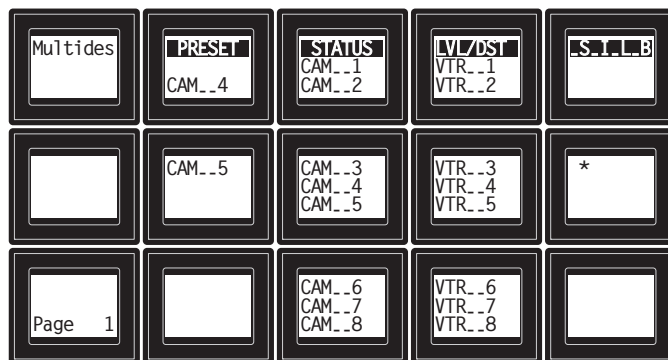 Multides
PRESET
CAM__4
STATUS
CAM__1
CAM__2
LVL/DST
VTR__1
VTR__2
_S_I_L_B
CAM__5
CAM__3
CAM__4
CAM__5
VTR__3
VTR__4
VTR__5
*
Page 1
CAM__6
CAM__7
CAM__8
VTR__6
VTR__7
VTR__8